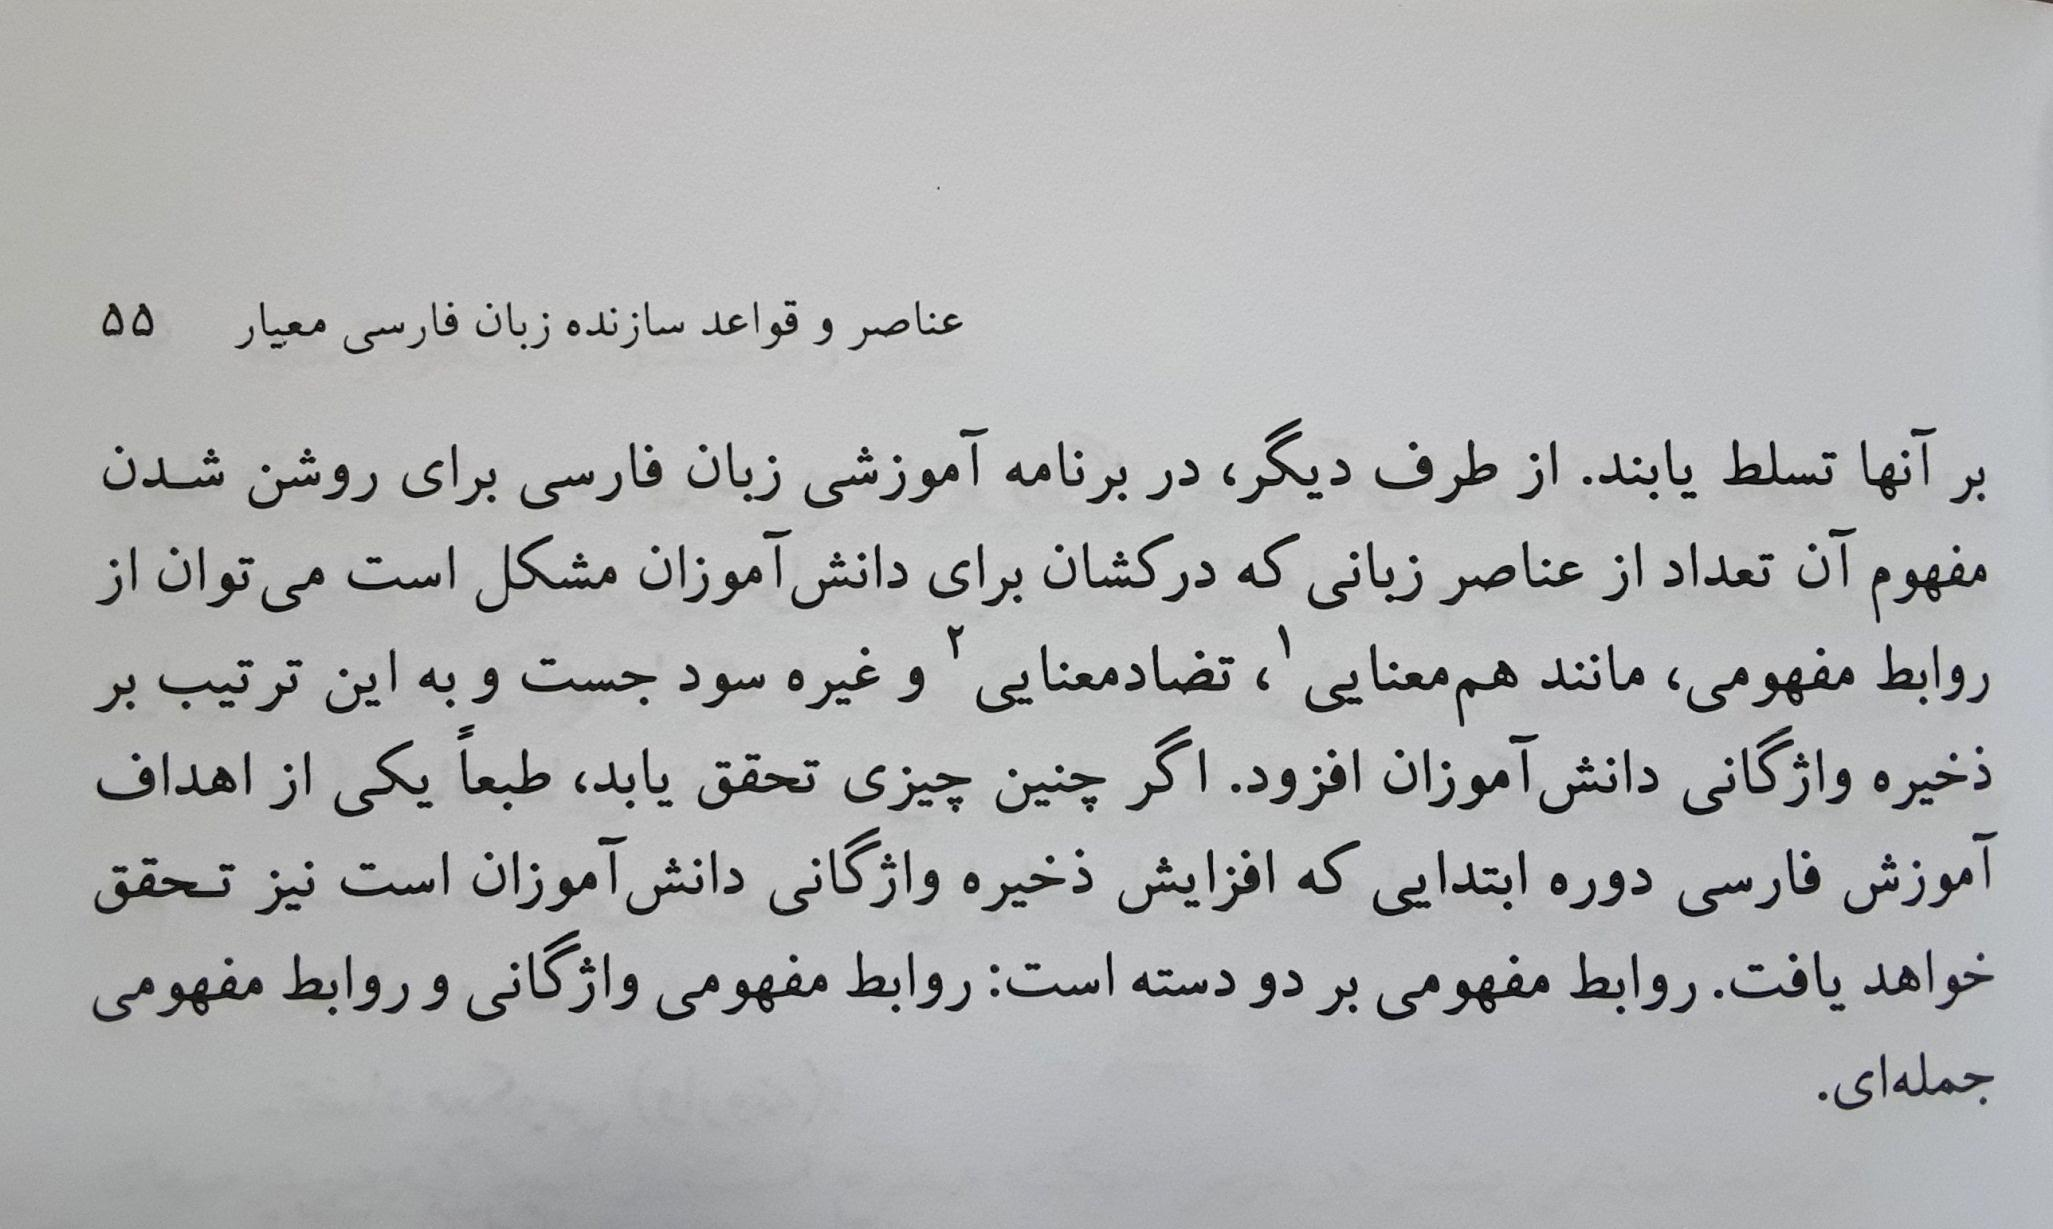 عناصر و قواعد سازنده زبان فارسی معیار ۵۵
بر آنها تسلط یابند. از طرف دیگر، در برنامه آموزشی زبان فارسی برای روشن شدن
مفهوم آن تعداد از عناصر زبانی که درکشان برای دانش‌آموزان مشکل است می‌توان از
روابط مفهومی، مانند هم‌معنایی۱، تضادمعنایی۲ و غیره سود جست و به این ترتیب بر
ذخیره واژگانی دانش‌آموزان افزود. اگر چنین چیزی تحقق یابد، طبعاً یکی از اهداف
آموزش فارسی دوره ابتدایی که افزایش ذخیره واژگانی دانش‌آموزان است نیز تحقق
خواهد یافت. روابط مفهومی بر دو دسته است: روابط مفهومی واژگانی و روابط مفهومی
جمله‌ای.